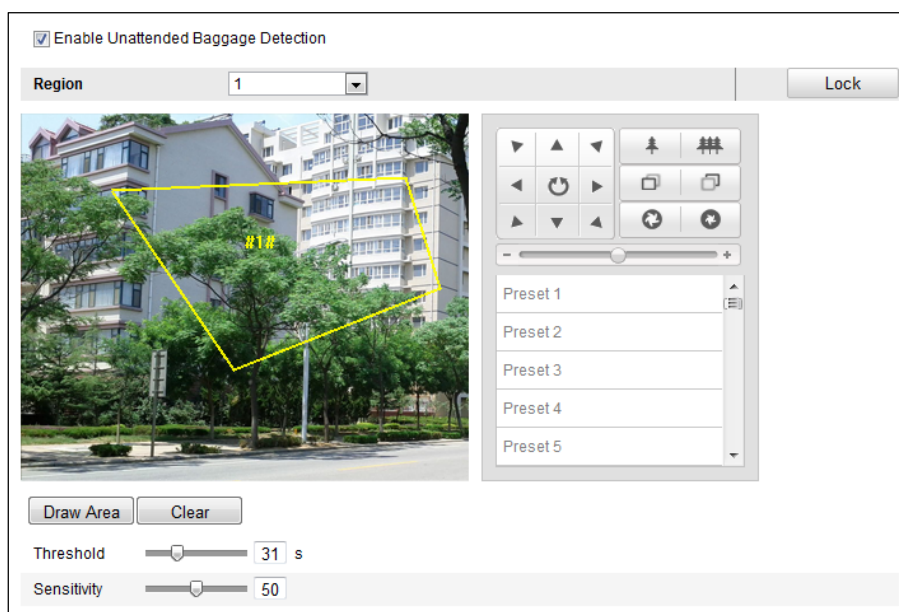 Enable Unattended Baggage Detection
Region 1 Lock
#1#
- +
Preset 1
Preset 2
Preset 3
Preset 4
Preset 5
Draw Area Clear
Threshold 31 s
Sensitivity 50